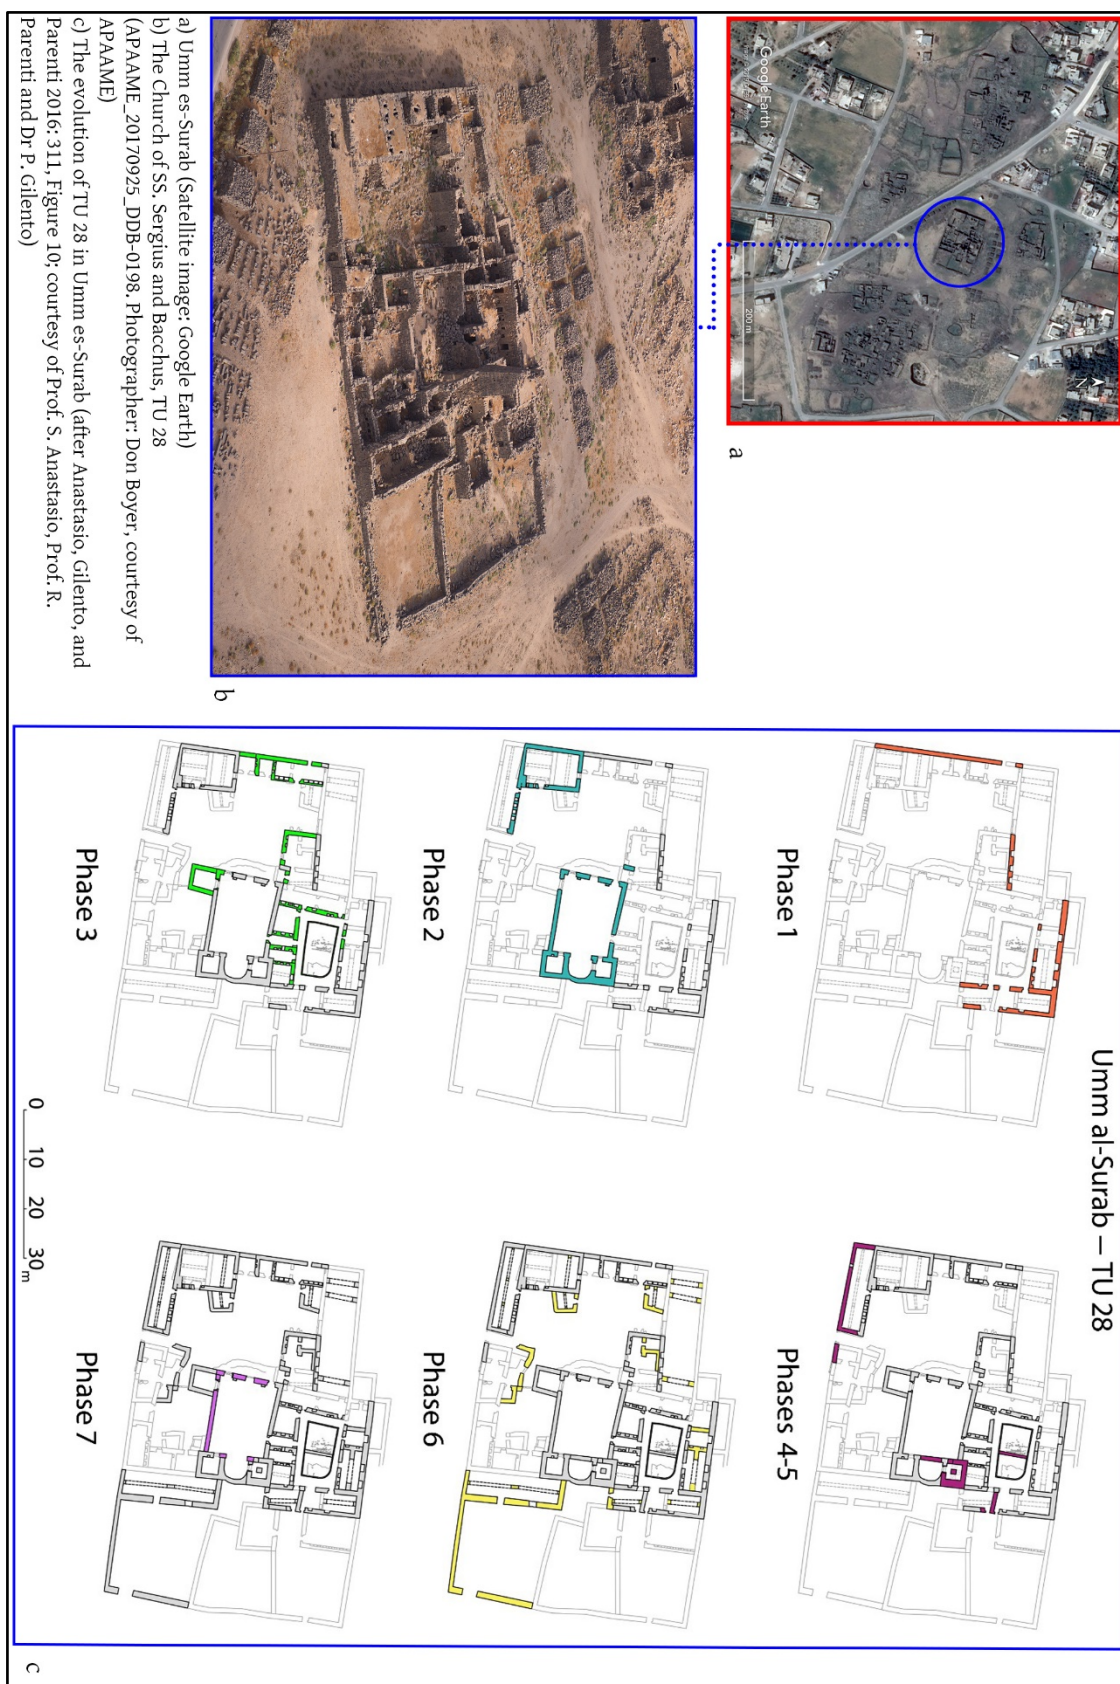 Google Earth
200 m
N
a
b
a) Umm es-Surab (Satellite image: Google Earth)
b) The Church of SS. Sergius and Bacchus, TU 28
(APAAME_20170925_DDB-0198. Photographer: Don Boyer, courtesy of
APAAME)
c) The evolution of TU 28 in Umm es-Surab (after Anastasio, Gilento, and
Parenti 2016: 311, Figure 10; courtesy of Prof. S. Anastasio, Prof. R.
Parenti and Dr P. Gilento)
Umm al-Surab — TU 28
Phase 1
Phases 4-5
Phase 2
Phase 6
Phase 3
Phase 7
0 10 20 30 m
c